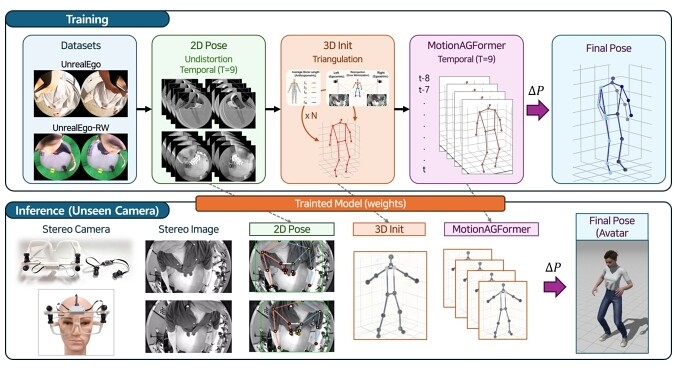 Training
Datasets
UnrealEgo
UnrealEgo-RW
2D Pose
Undistortion
Temporal (T=9)
3D Init
Triangulation
x N
MotionAGFormer
Temporal (T=9)
t-8
t-7
.
.
.
.
.
t
ΔP
Final Pose
Trainted Model (weights)
Inference (Unseen Camera)
Stereo Camera
Stereo Image
2D Pose
3D Init
MotionAGFormer
ΔP
Final Pose
(Avatar